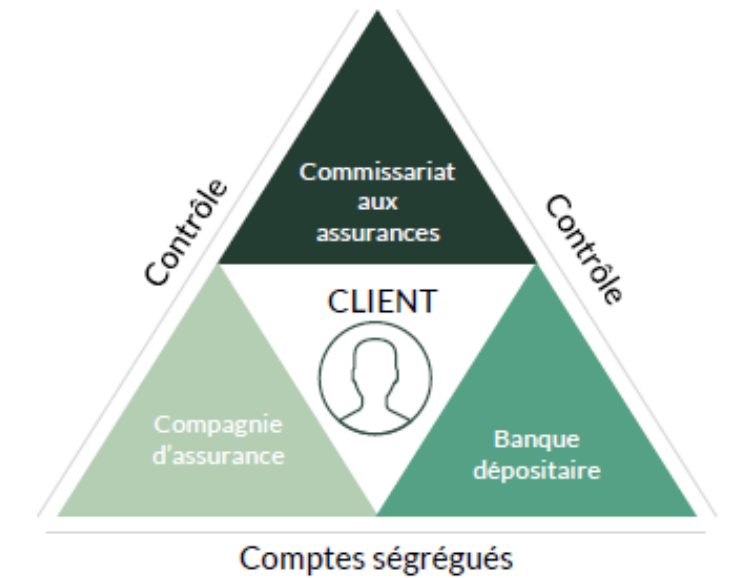 Commissariat
aux
assurances
Contrôle
Contrôle
CLIENT
Compagnie
d'assurance
Banque
dépositaire
Comptes ségrégués